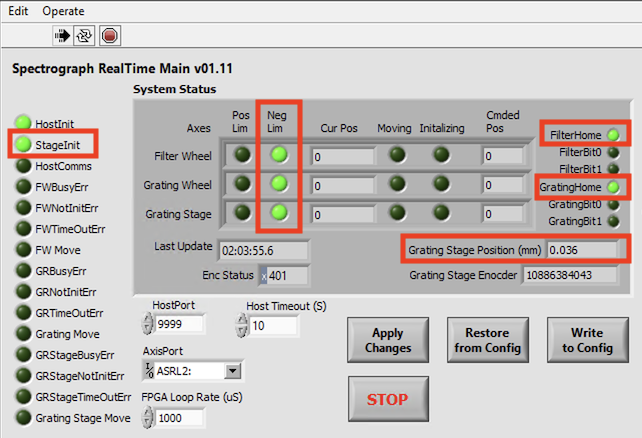 Edit Operate
Spectrograph RealTime Main v01.11
System Status
HostInit
StageInit
HostComms
FWBusyErr
FWNotInitErr
FWTimeOutErr
FW Move
GRBusyErr
GRNotInitErr
GRTimeOutErr
Grating Move
GRStageBusyErr
GRStageNotInitErr
GRStageTimeOutErr
Grating Stage Move
Axes Pos Lim Neg Lim Cur Pos Moving Initalizing Cmded Pos
Filter Wheel 0 0
Grating Wheel 0 0
Grating Stage 0 0
FilterHome
FilterBit0
FilterBit1
GratingHome
GratingBit0
GratingBit1
Last Update 02:03:55.6
Grating Stage Position (mm) 0.036
Enc Status x 401
Grating Stage Enocder 10886384043
HostPort
9999
Host Timeout (S)
10
AxisPort
I/O ASRL2:
FPGA Loop Rate (uS)
1000
Apply Changes
Restore from Config
Write to Config
STOP